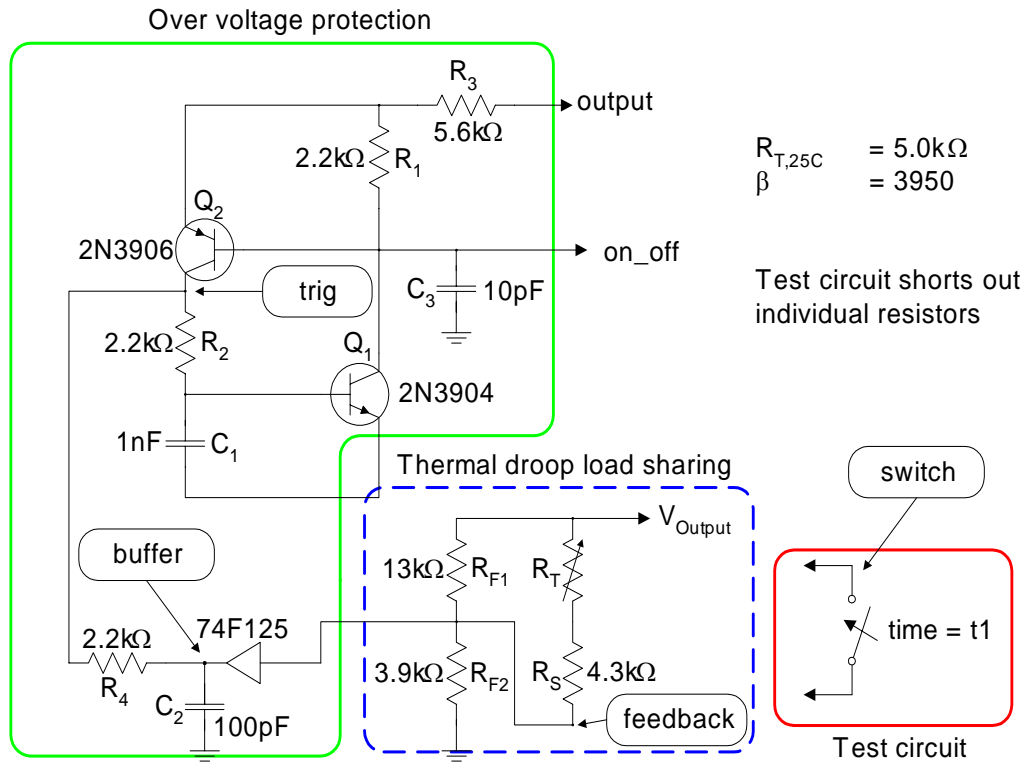 Over voltage protection
R3
output
5.6kΩ
2.2kΩ
R1
RT,25C = 5.0kΩ
β = 3950
Q2
2N3906
on_off
trig
C3
10pF
Test circuit shorts out
individual resistors
2.2kΩ
R2
Q1
2N3904
1nF
C1
Thermal droop load sharing
switch
VOutput
buffer
13kΩ
RF1
RT
74F125
time = t1
2.2kΩ
R4
3.9kΩ
RF2
RS
4.3kΩ
C2
100pF
feedback
Test circuit